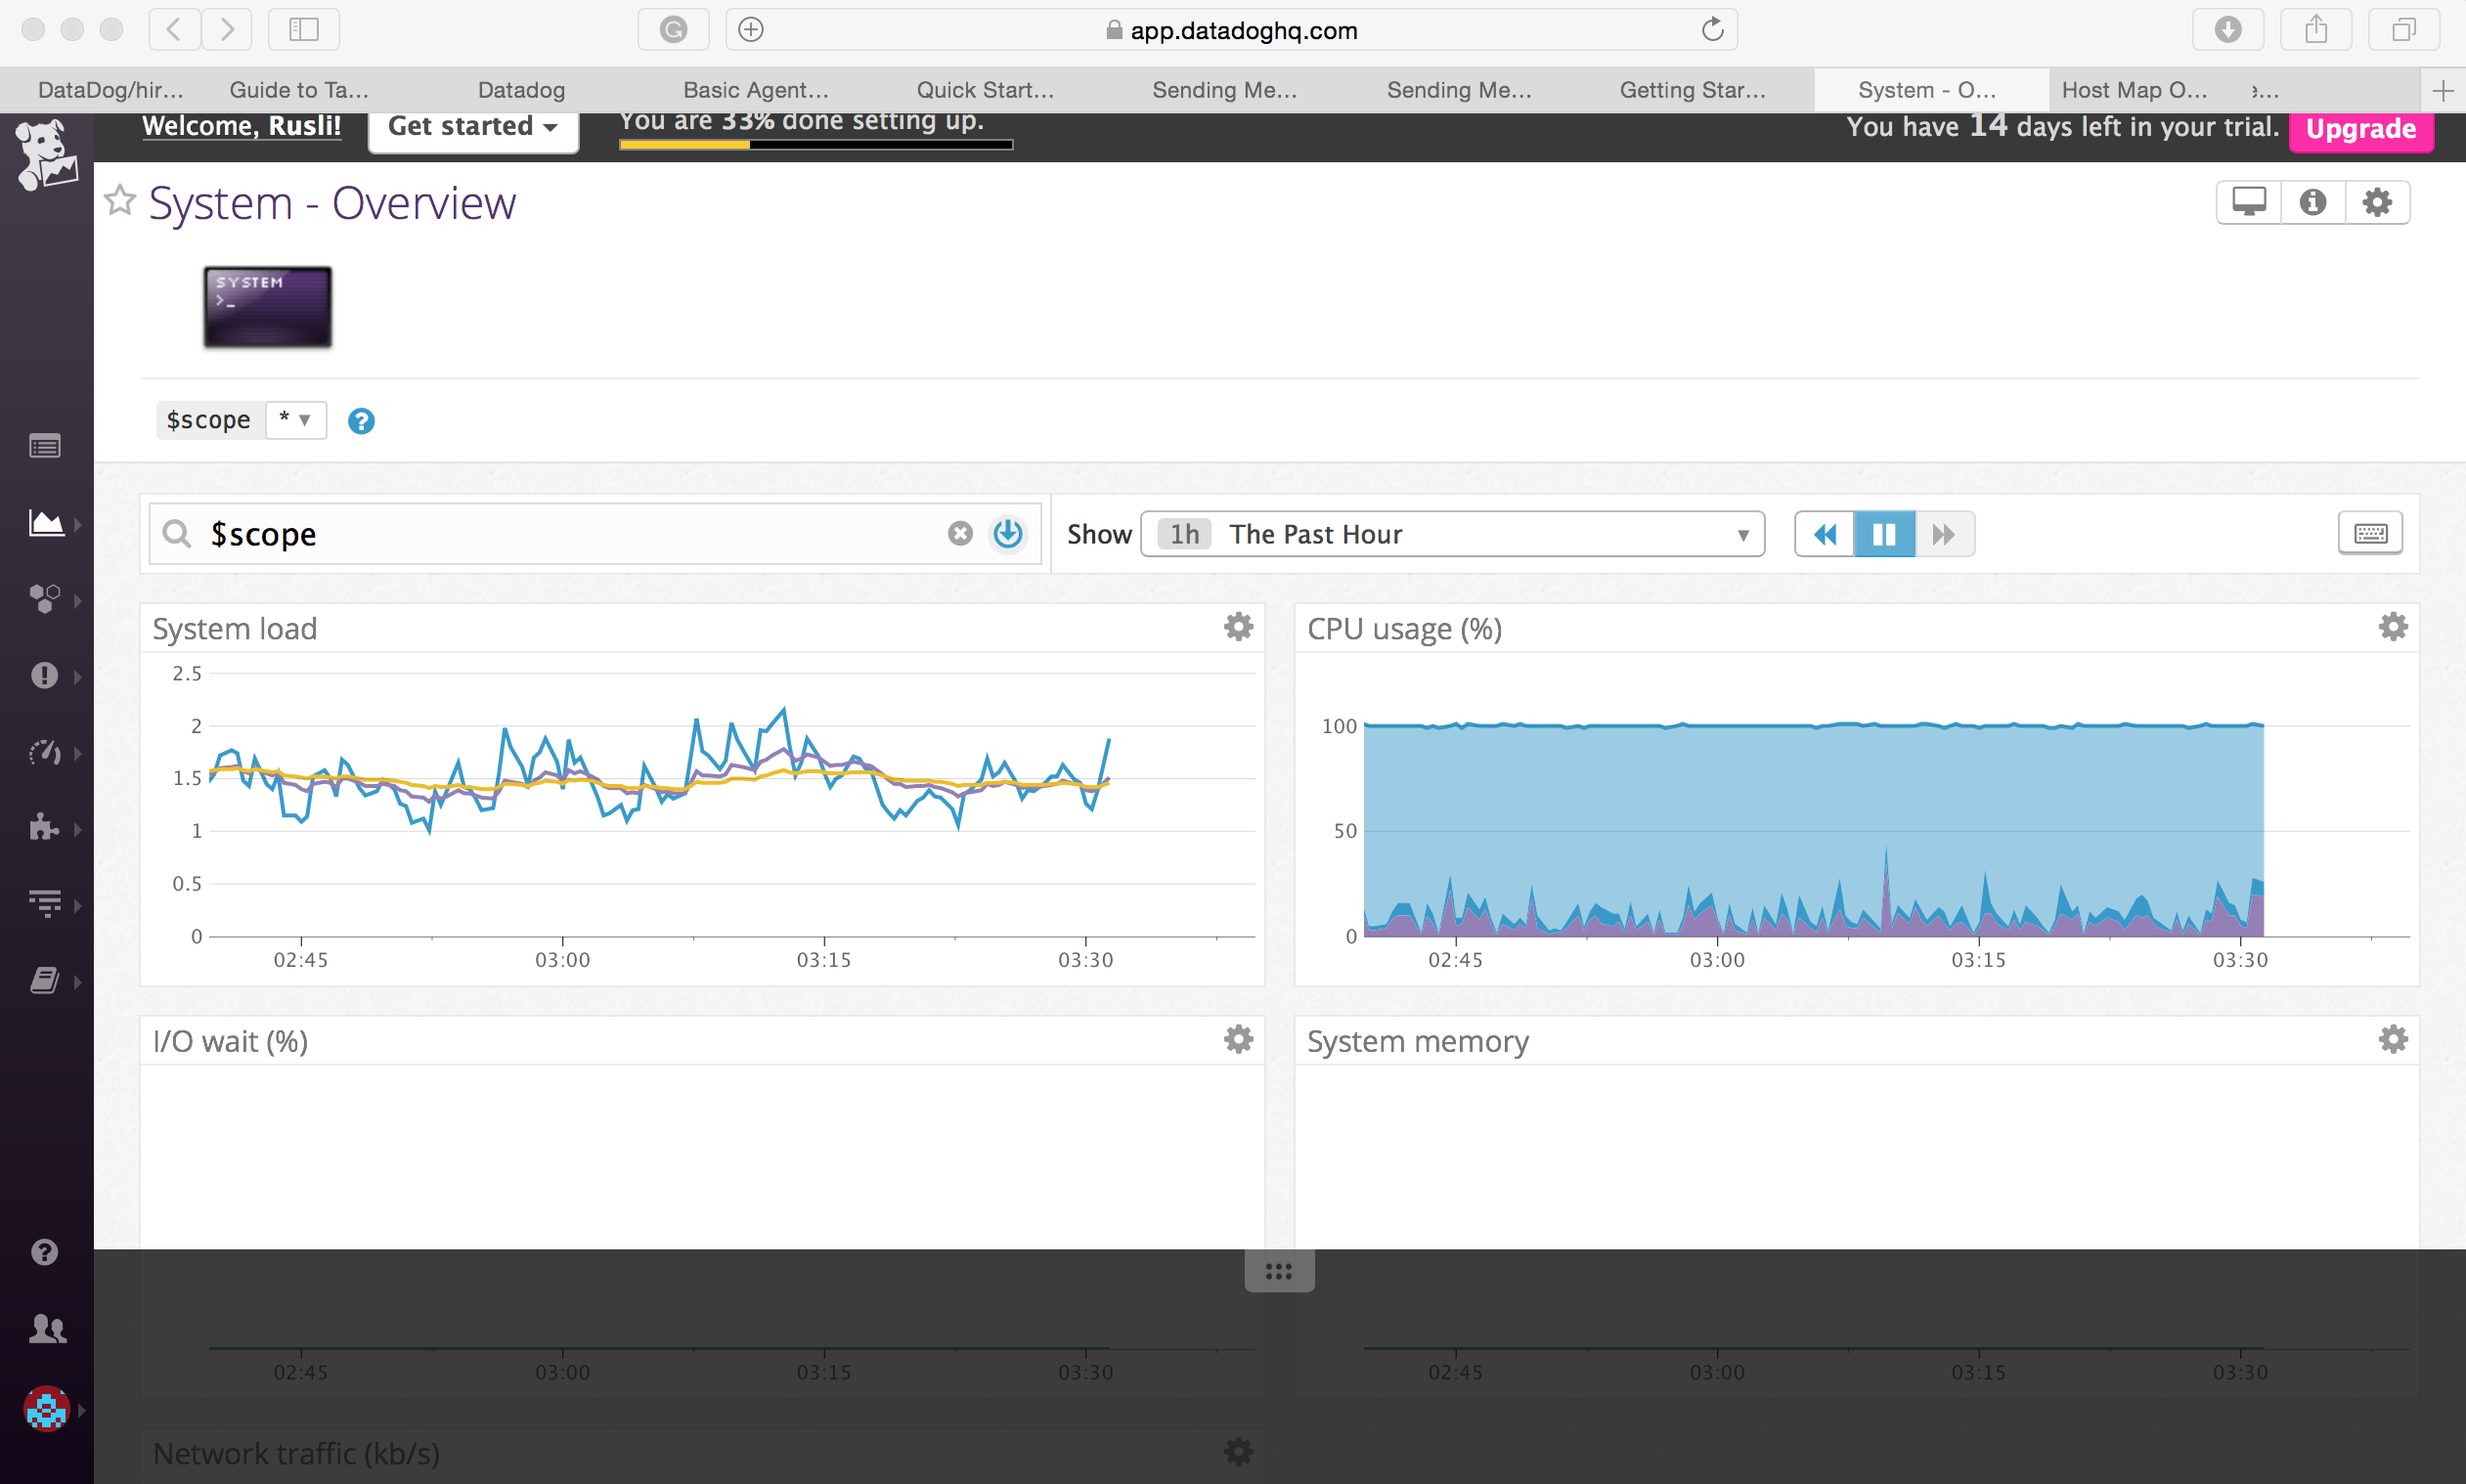 app.datadoghq.com
DataDog/hir... Guide to Ta... Datadog Basic Agent... Quick Start... Sending Me... Sending Me... Getting Star... System - O... Host Map O... e...
Welcome, Rusli! Get started You are 33% done setting up. You have 14 days left in your trial. Upgrade
System - Overview
SYSTEM
>_
$scope *
$scope Show 1h The Past Hour
System load
2.5
2
1.5
1
0.5
0
02:45 03:00 03:15 03:30
CPU usage (%)
100
50
0
02:45 03:00 03:15 03:30
I/O wait (%)
02:45 03:00 03:15 03:30
System memory
02:45 03:00 03:15 03:30
Network traffic (kb/s)